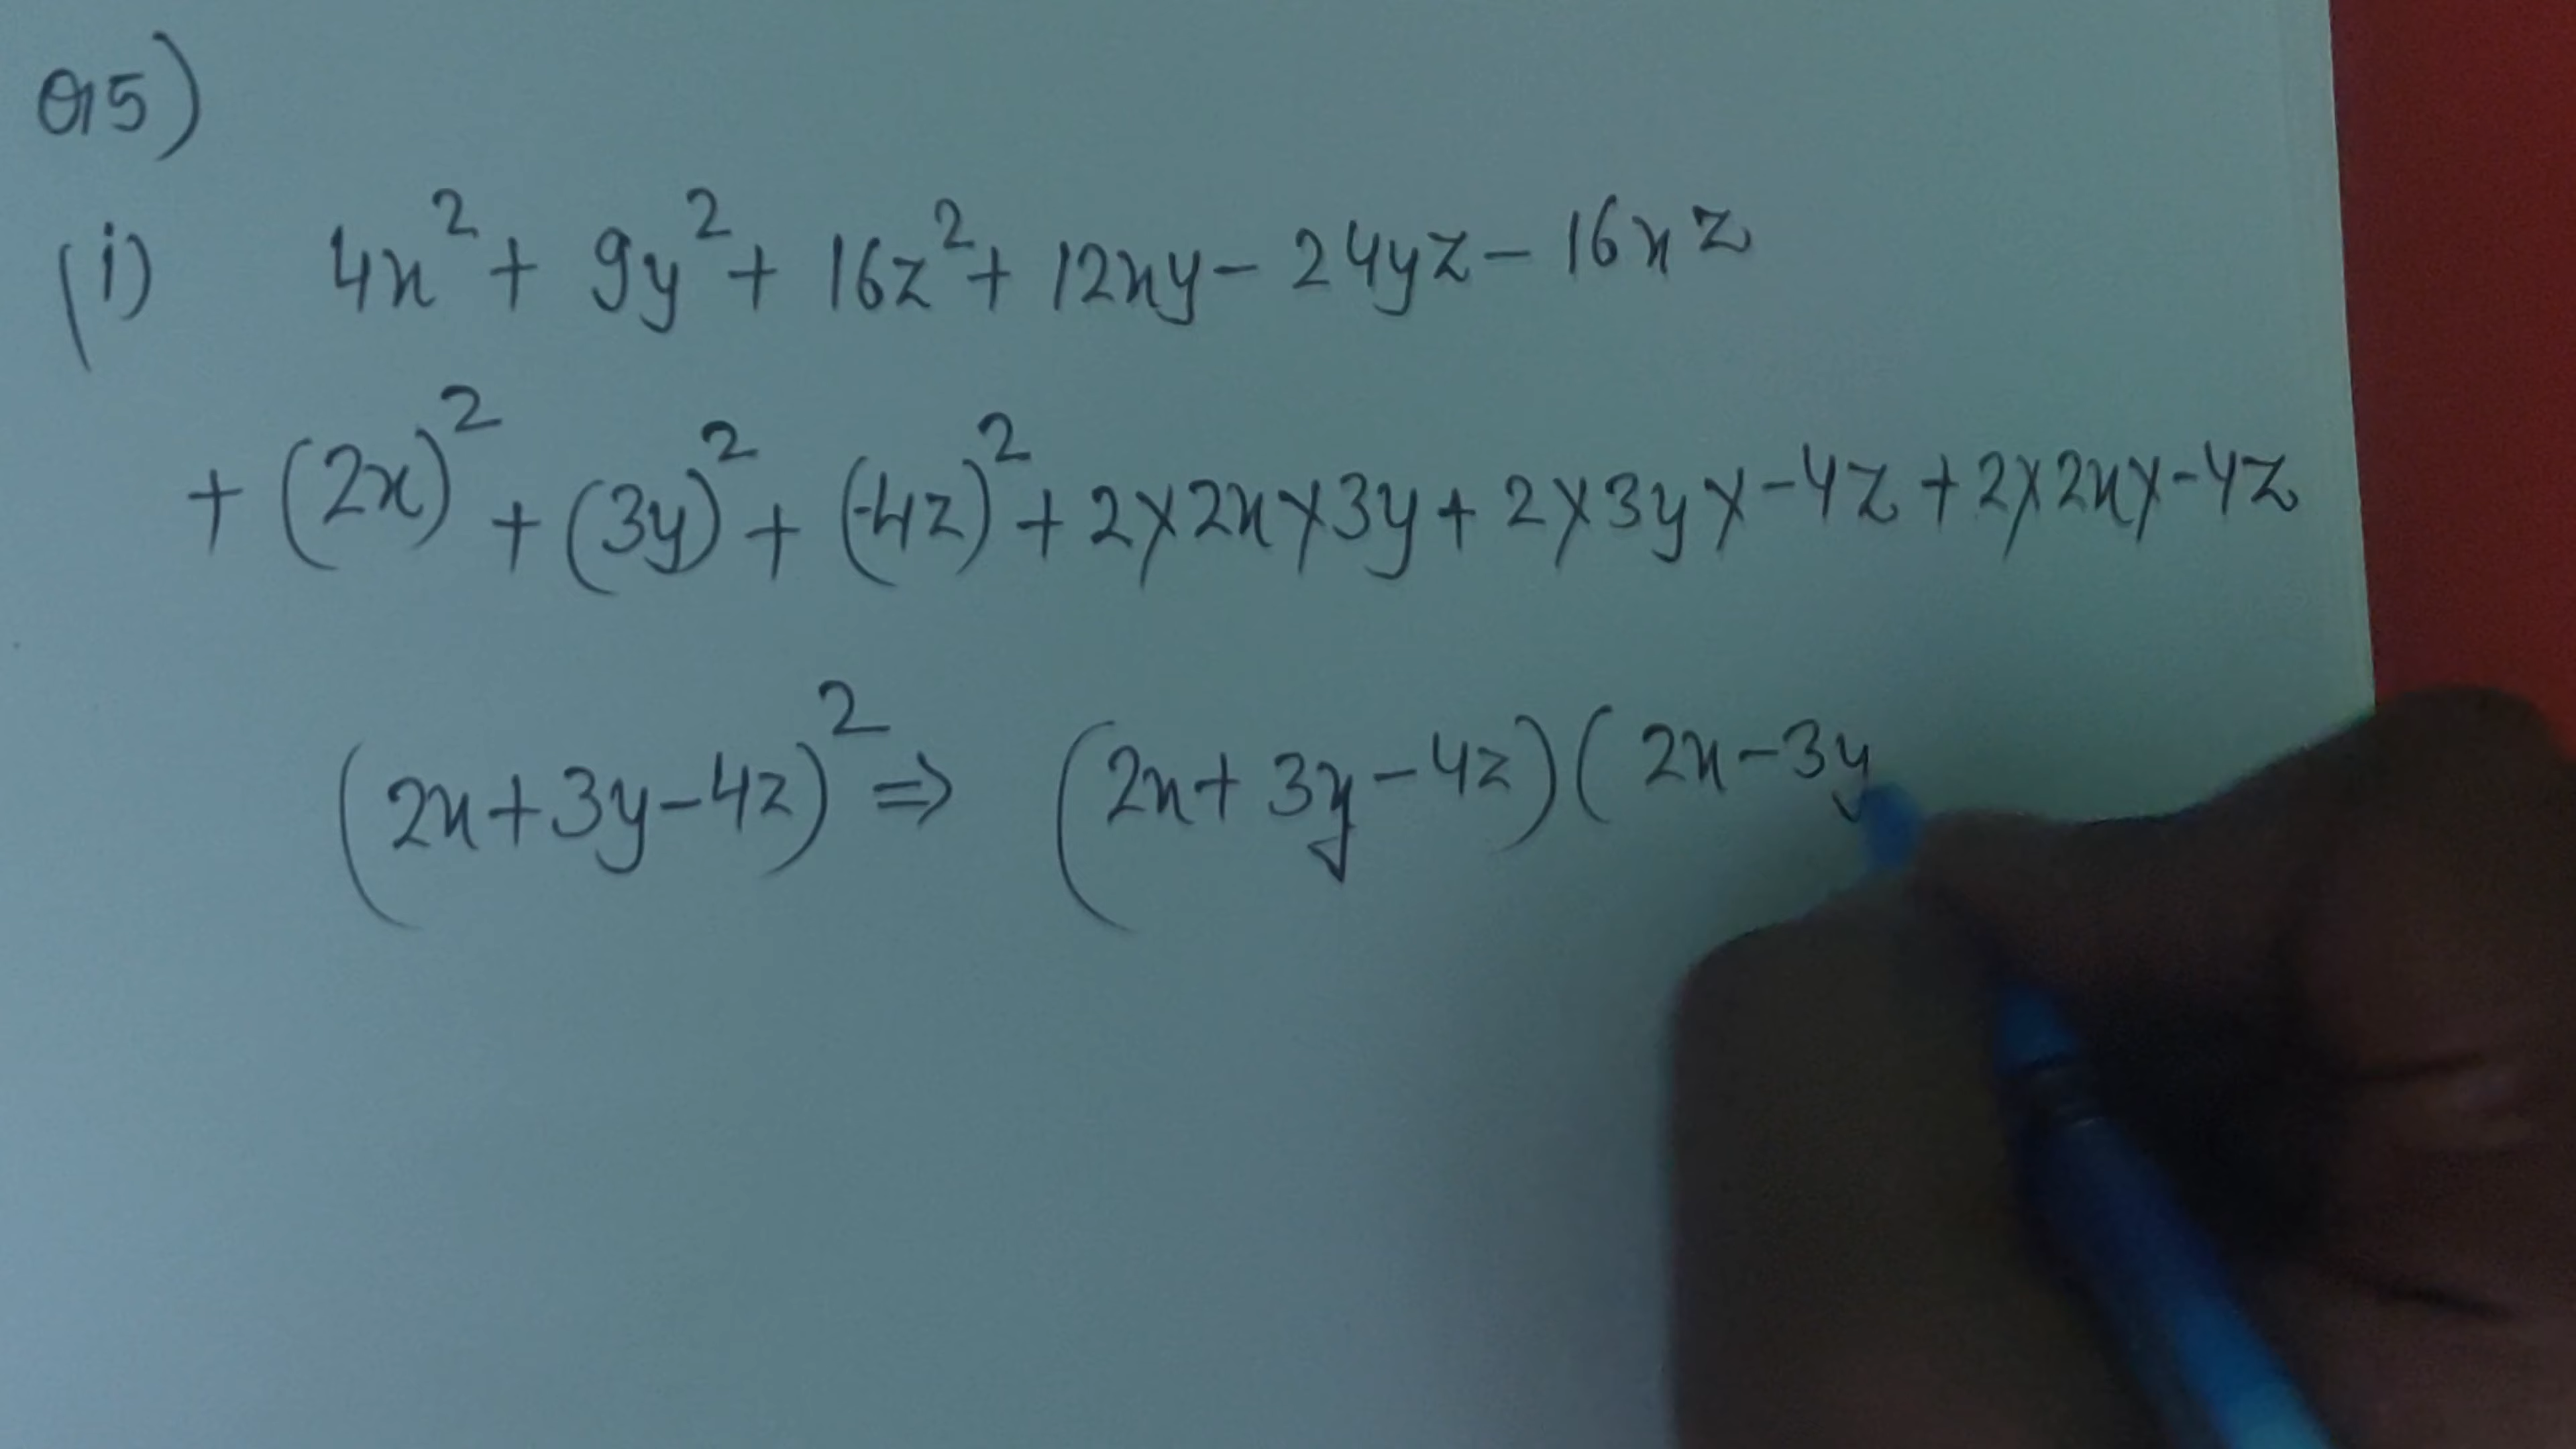 Q5)
(i) 4x² + 9y² + 16z² + 12xy - 24yz - 16xz
+ (2x)² + (3y)² + (-4z)² + 2×2x×3y + 2×3y×-4z + 2×2x×-4z
(2x+3y-4z)² ⇒ (2x+3y-4z)(2x-3y